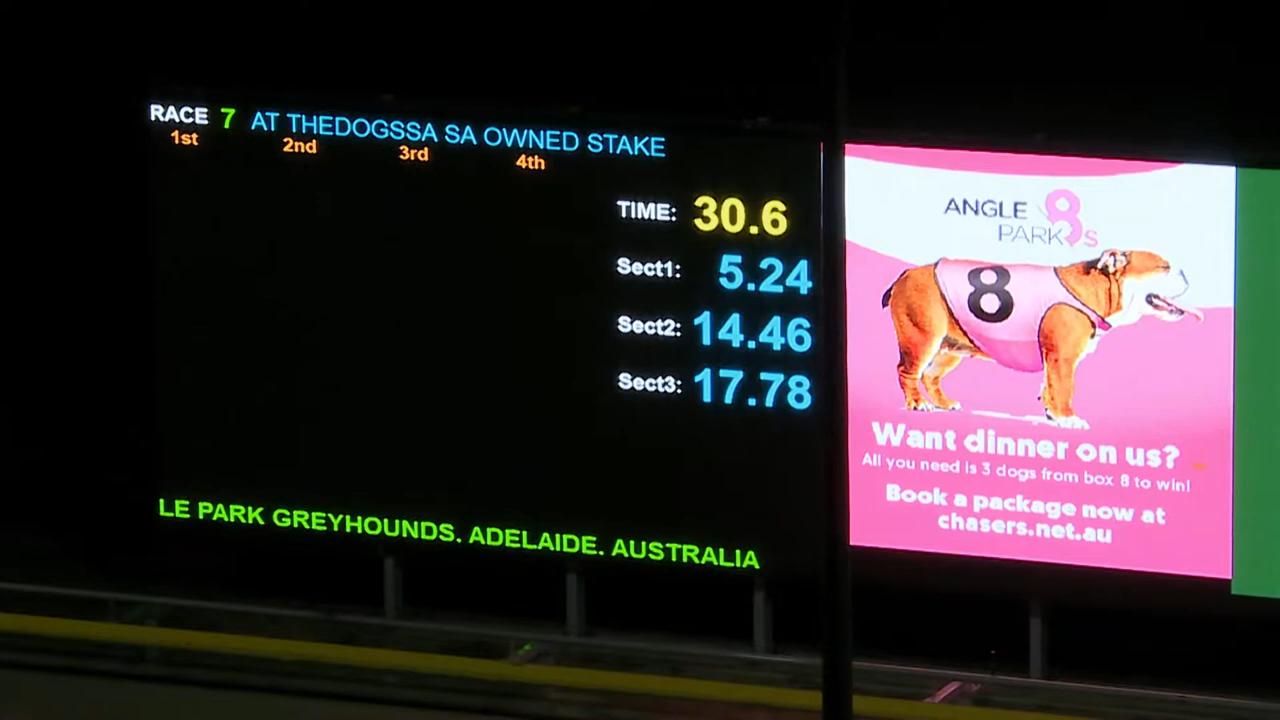 RACE 7 AT THEDOGSSA SA OWNED STAKE
1st 2nd 3rd 4th
TIME: 30.6
Sect1: 5.24
Sect2: 14.46
Sect3: 17.78
LE PARK GREYHOUNDS. ADELAIDE. AUSTRALIA
ANGLE 8s
PARK
8
Want dinner on us?
All you need is 3 dogs from box 8 to win!
Book a package now at
chasers.net.au